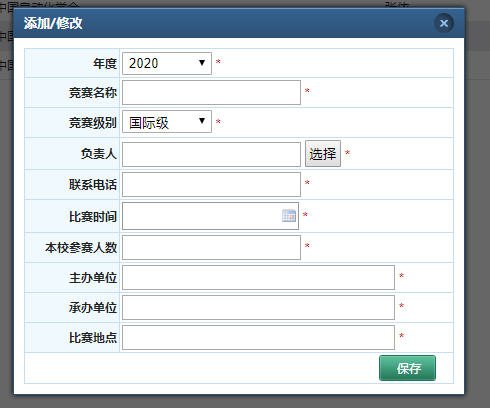 添加/修改
年度 2020 *
竞赛名称 *
竞赛级别 国际级 *
负责人 选择 *
联系电话 *
比赛时间 *
本校参赛人数 *
主办单位 *
承办单位 *
比赛地点 *
保存